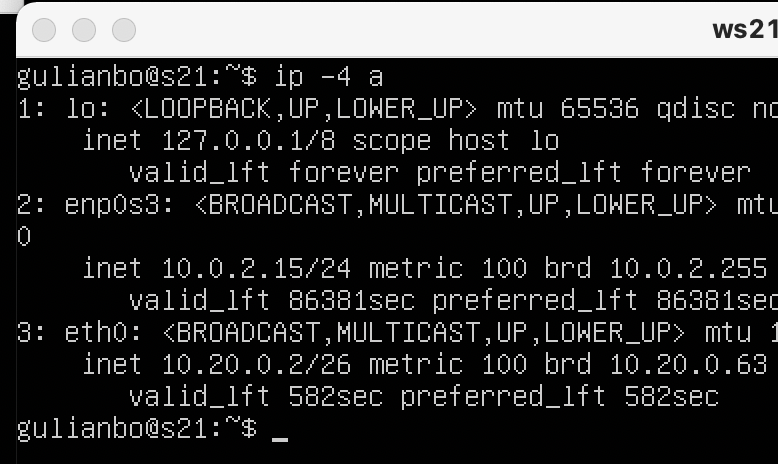 ws21
gulianbo@s21:~$ ip -4 a
1: lo: <LOOPBACK,UP,LOWER_UP> mtu 65536 qdisc no
inet 127.0.0.1/8 scope host lo
valid_lft forever preferred_lft forever
2: enp0s3: <BROADCAST,MULTICAST,UP,LOWER_UP> mtu
0
inet 10.0.2.15/24 metric 100 brd 10.0.2.255
valid_lft 86381sec preferred_lft 86381sec
3: eth0: <BROADCAST,MULTICAST,UP,LOWER_UP> mtu 1
inet 10.20.0.2/26 metric 100 brd 10.20.0.63
valid_lft 582sec preferred_lft 582sec
gulianbo@s21:~$ _